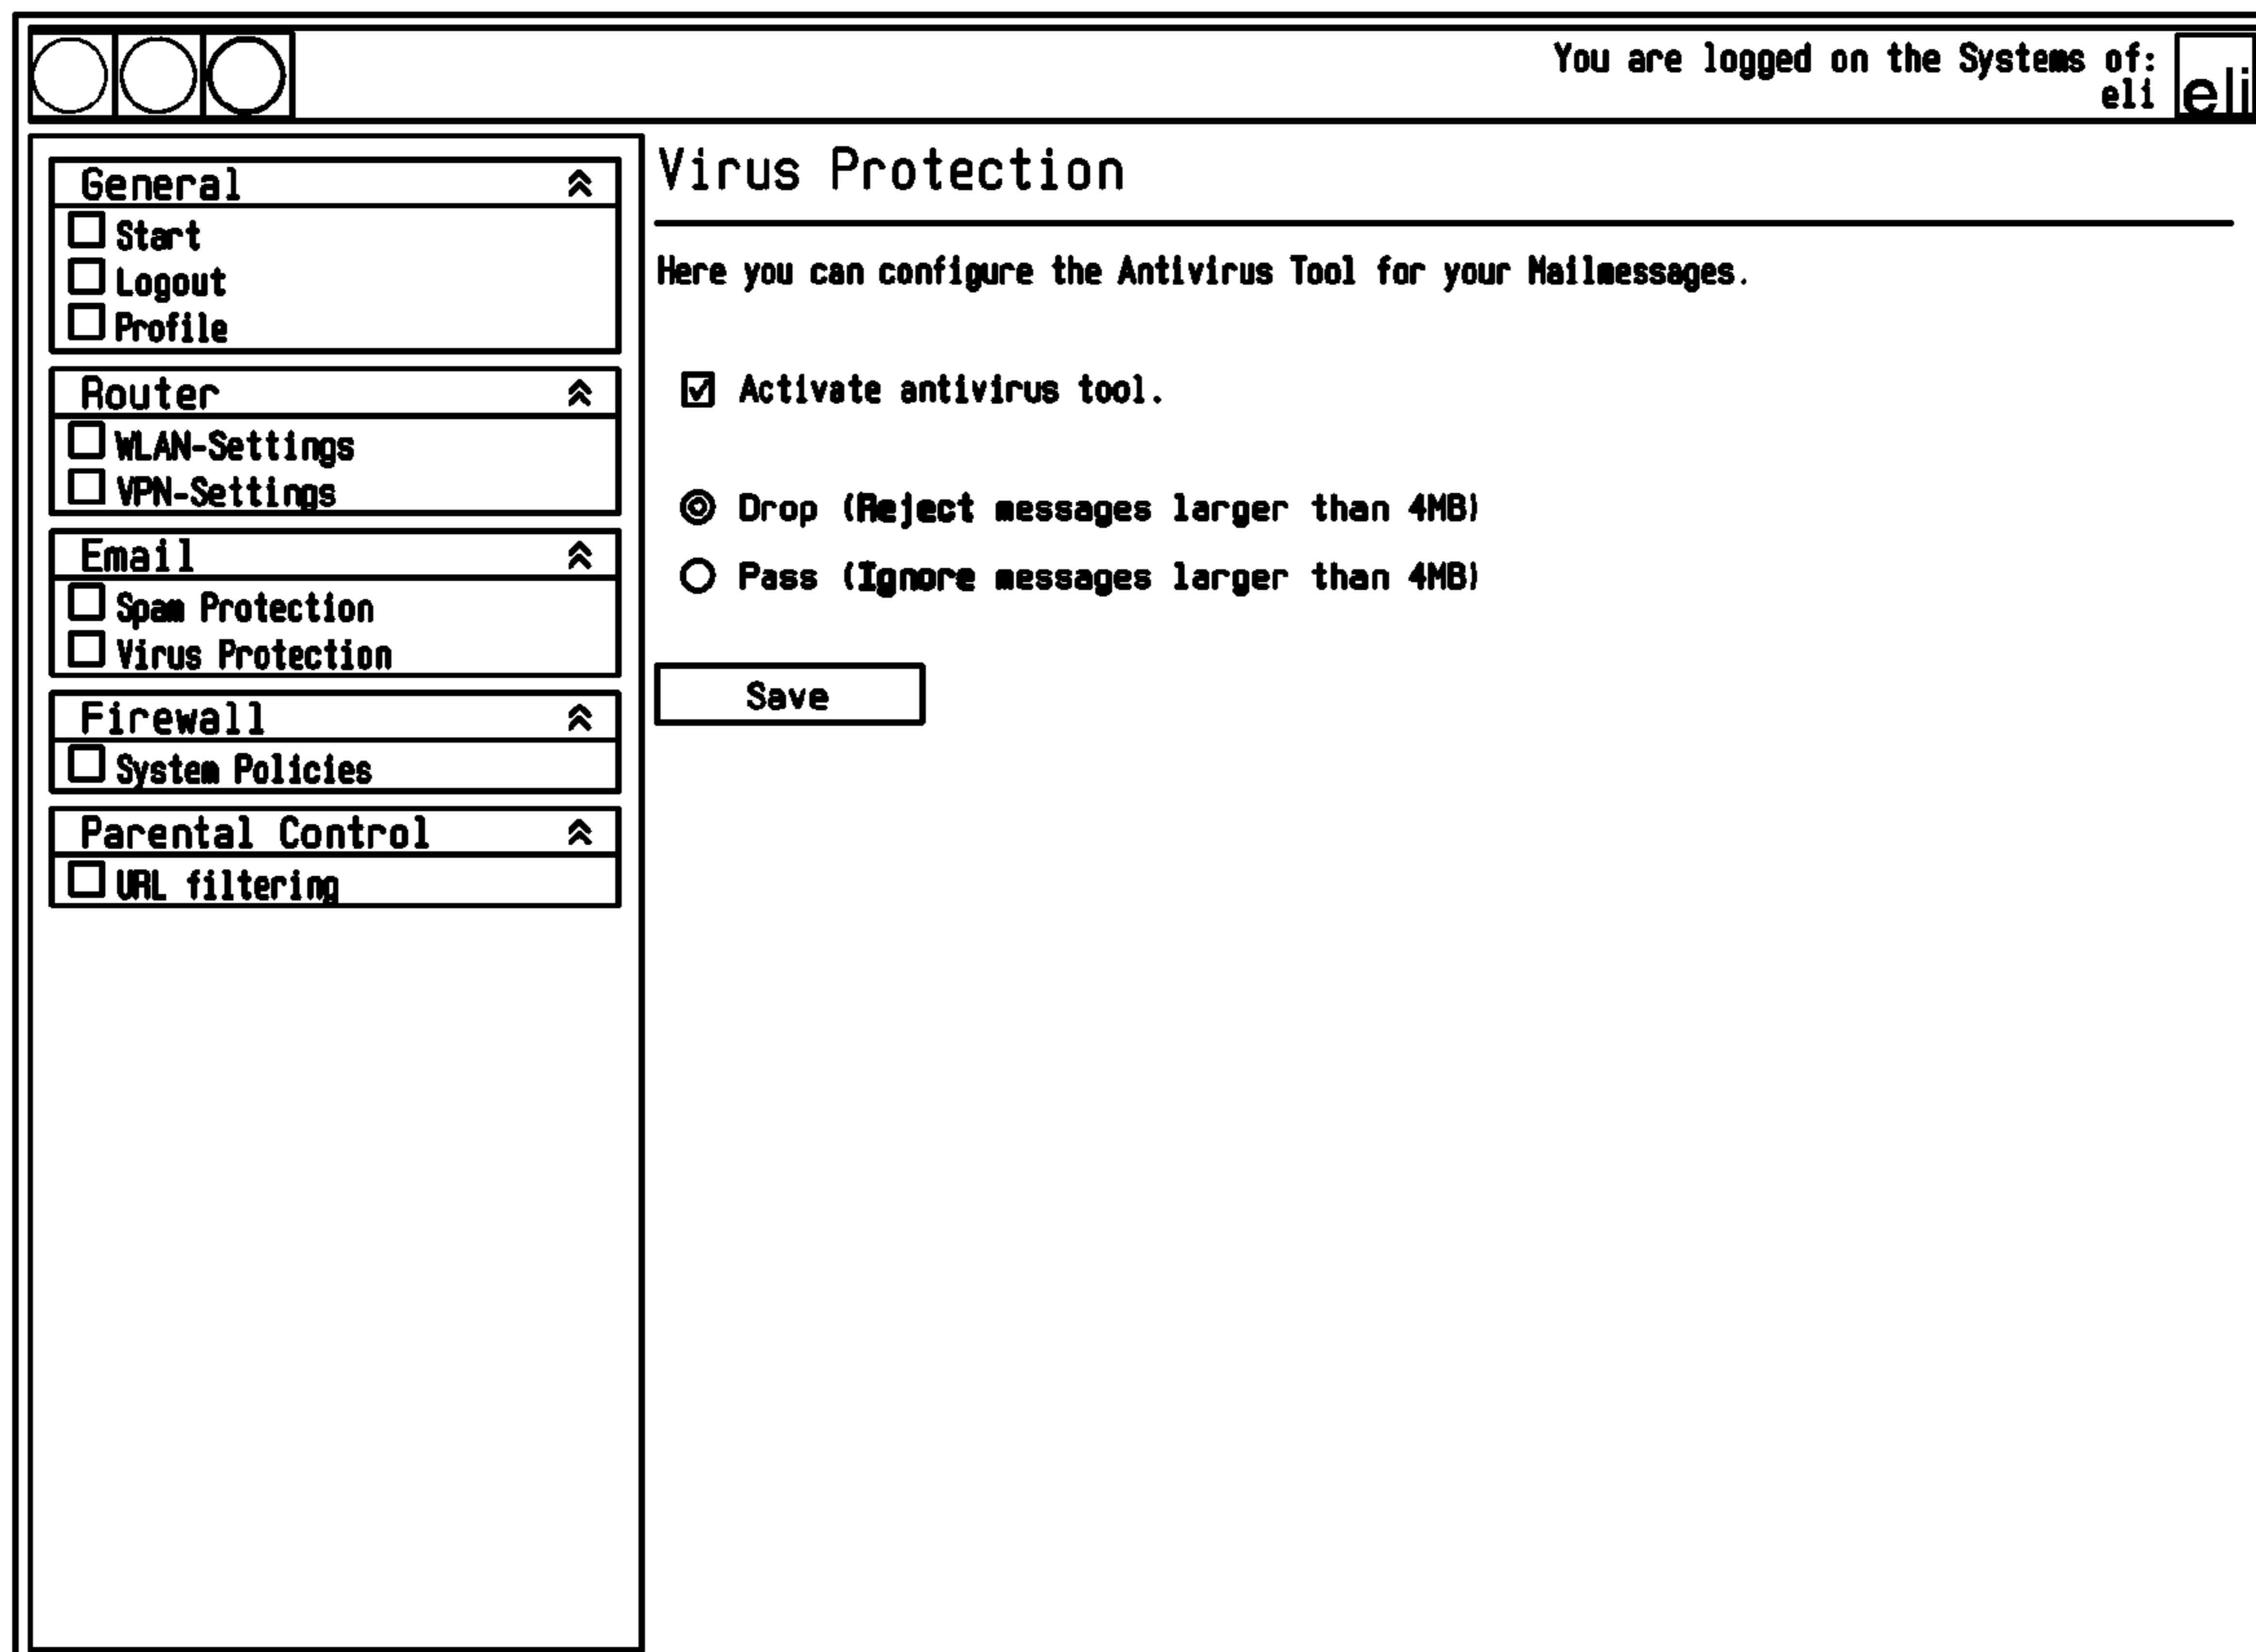 You are logged on the Systems of:
eli
eli
General
Start
Logout
Profile
Router
WLAN-Settings
VPN-Settings
Email
Spam Protection
Virus Protection
Firewall
System Policies
Parental Control
URL filtering
Virus Protection
Here you can configure the Antivirus Tool for your Mailmessages.
Activate antivirus tool.
Drop (Reject messages larger than 4MB)
Pass (Ignore messages larger than 4MB)
Save